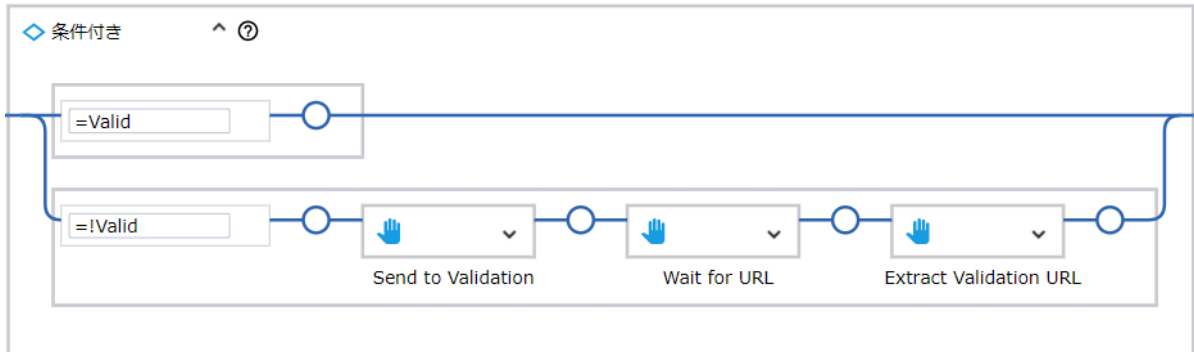 条件付き
=Valid
=!Valid
Send to Validation
Wait for URL
Extract Validation URL